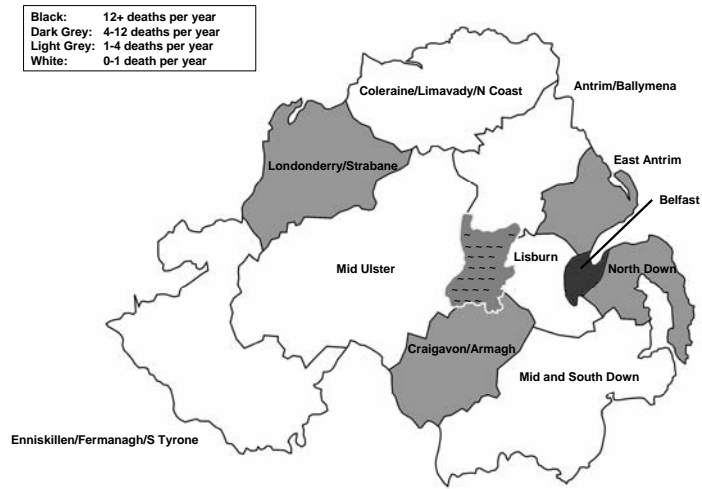 Black: 12+ deaths per year
Dark Grey: 4-12 deaths per year
Light Grey: 1-4 deaths per year
White: 0-1 death per year
Coleraine/Limavady/N Coast
Antrim/Ballymena
Londonderry/Strabane
East Antrim
Belfast
Lisburn
Mid Ulster
North Down
Craigavon/Armagh
Mid and South Down
Enniskillen/Fermanagh/S Tyrone